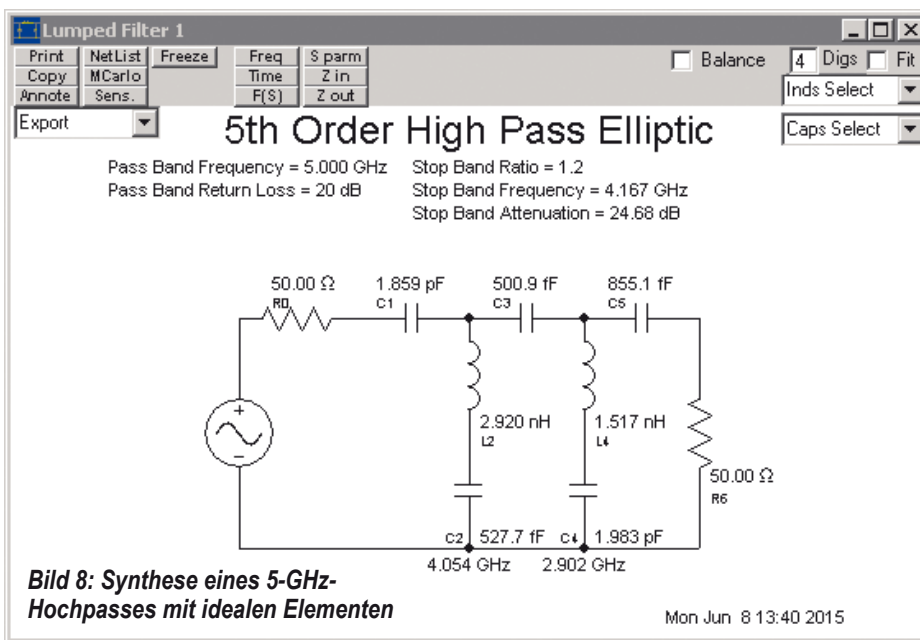 Lumped Filter 1
Print NetList Freeze Freq S parm Balance 4 Digs Fit
Copy MCarlo Time Z in
Annote Sens. F(S) Z out Inds Select
Export 5th Order High Pass Elliptic Caps Select
Pass Band Frequency = 5.000 GHz Stop Band Ratio = 1.2
Pass Band Return Loss = 20 dB Stop Band Frequency = 4.167 GHz
Stop Band Attenuation = 24.68 dB
50.00 Ω 1.859 pF 500.9 fF 855.1 fF
R0 C1 C3 C5
2.920 nH 1.517 nH
L2 L4
50.00 Ω
R6
C2 527.7 fF C4 1.983 pF
4.054 GHz 2.902 GHz
Bild 8: Synthese eines 5-GHz-
Hochpasses mit idealen Elementen
Mon Jun 8 13:40 2015